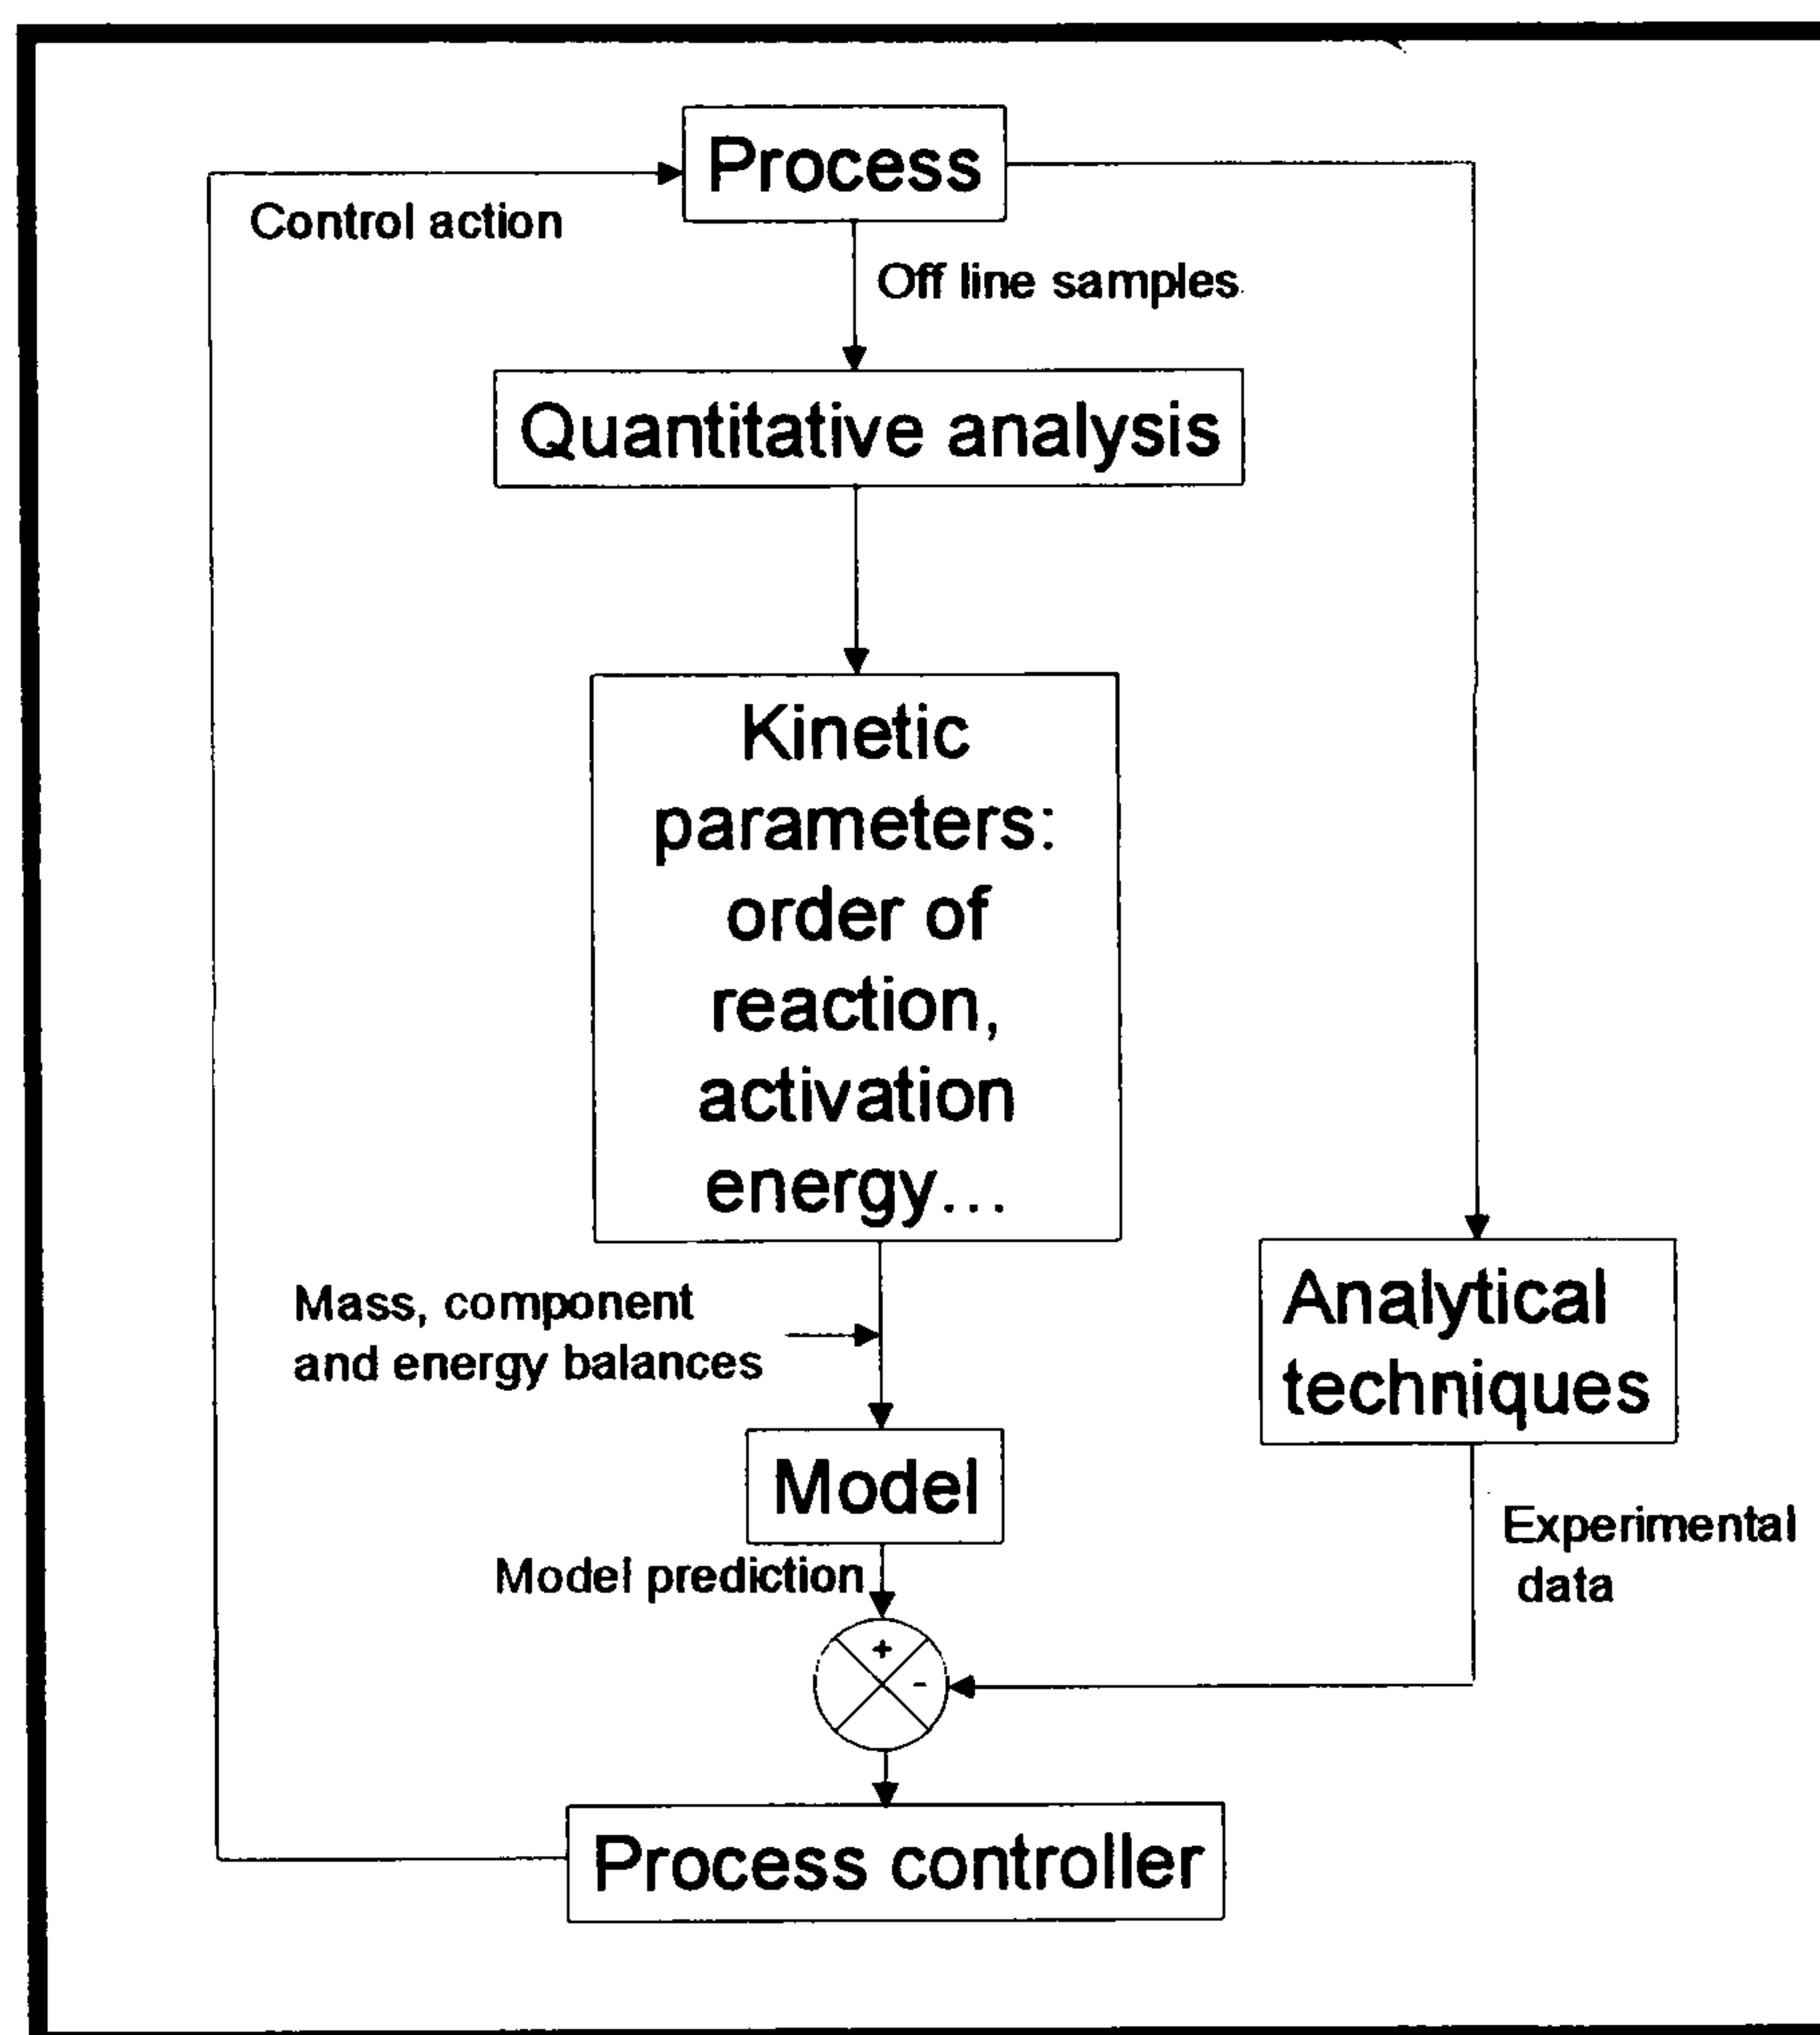 Process
Control action
Off line samples
Quantitative analysis
Kinetic
parameters:
order of
reaction,
activation
energy...
Mass, component
and energy balances
Analytical
techniques
Model
Experimental
data
Model prediction
+
-
Process controller